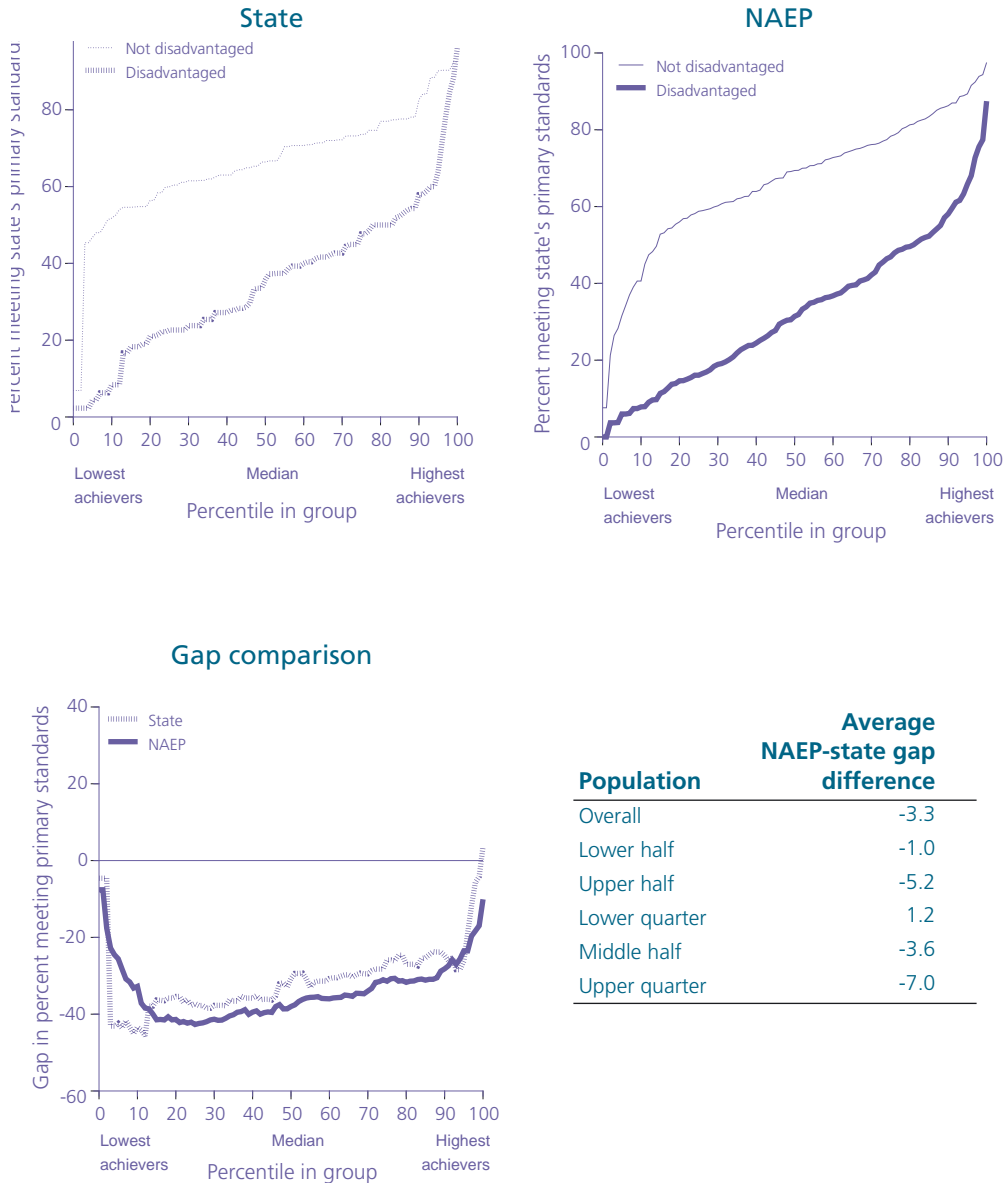 State
Not disadvantaged
Disadvantaged
Percent meeting state's primary standard
80
60
40
20
0
0 10 20 30 40 50 60 70 80 90 100
Lowest achievers
Median
Highest achievers
Percentile in group
NAEP
Not disadvantaged
Disadvantaged
Percent meeting state's primary standards
100
80
60
40
20
0
0 10 20 30 40 50 60 70 80 90 100
Lowest achievers
Median
Highest achievers
Percentile in group
Gap comparison
State
NAEP
Gap in percent meeting primary standards
40
20
0
-20
-40
-60
0 10 20 30 40 50 60 70 80 90 100
Lowest achievers
Median
Highest achievers
Percentile in group
Population
Average
NAEP-state gap
difference
Overall -3.3
Lower half -1.0
Upper half -5.2
Lower quarter 1.2
Middle half -3.6
Upper quarter -7.0